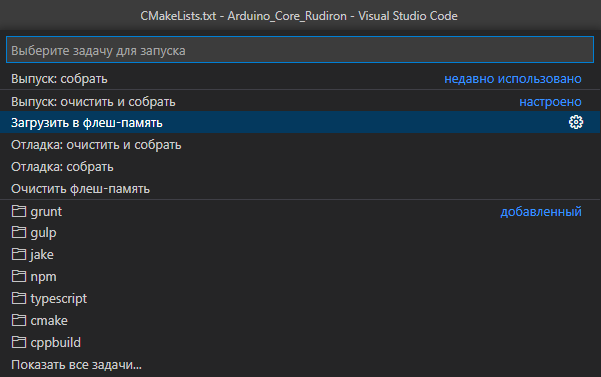 CMakeLists.txt - Arduino_Core_Rudiron - Visual Studio Code
Выберите задачу для запуска
Выпуск: собрать недавно использовано
Выпуск: очистить и собрать настроено
Загрузить в флеш-память
Отладка: очистить и собрать
Отладка: собрать
Очистить флеш-память
grunt добавленный
gulp
jake
npm
typescript
cmake
cppbuild
Показать все задачи...